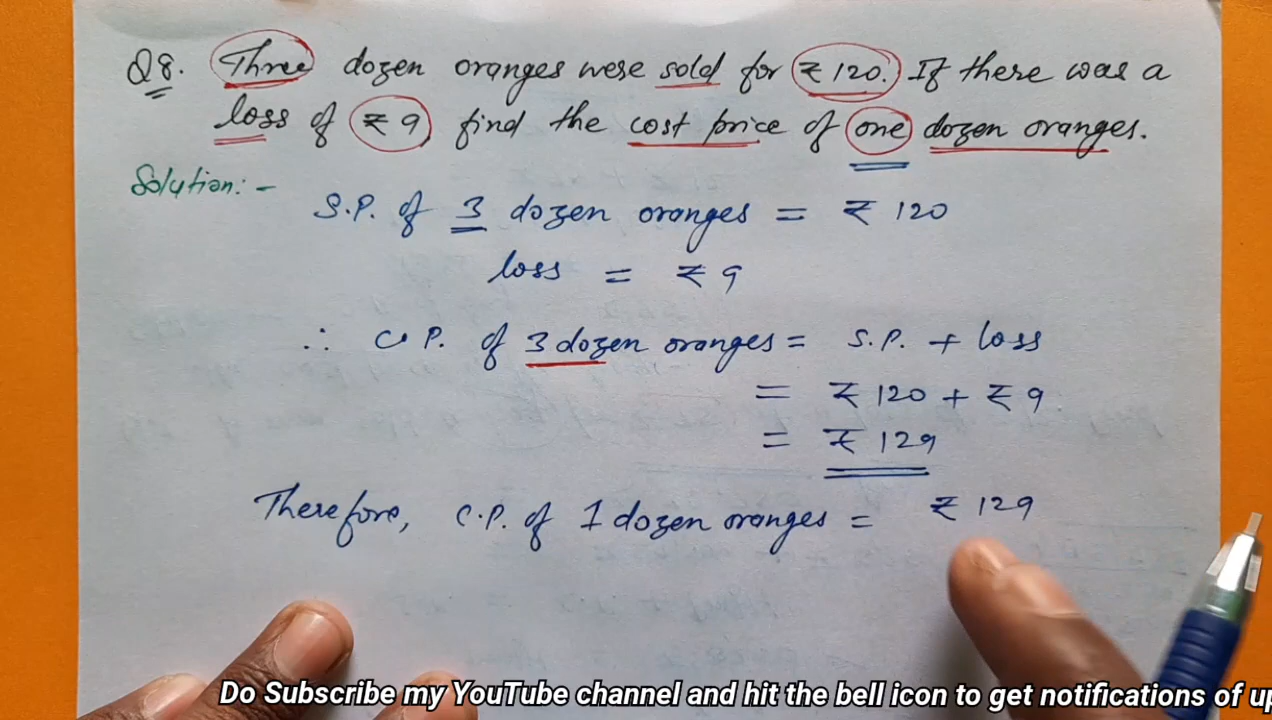 Q8. Three dozen oranges were sold for ₹ 120. If there was a
loss of ₹ 9, find the cost price of one dozen oranges.
Solution:-
S.P. of 3 dozen oranges = ₹ 120
loss = ₹ 9
∴ C.P. of 3 dozen oranges = S.P. + loss
= ₹ 120 + ₹ 9
= ₹ 129
Therefore, C.P. of 1 dozen oranges = ₹ 129
Do Subscribe my YouTube channel and hit the bell icon to get notifications of up